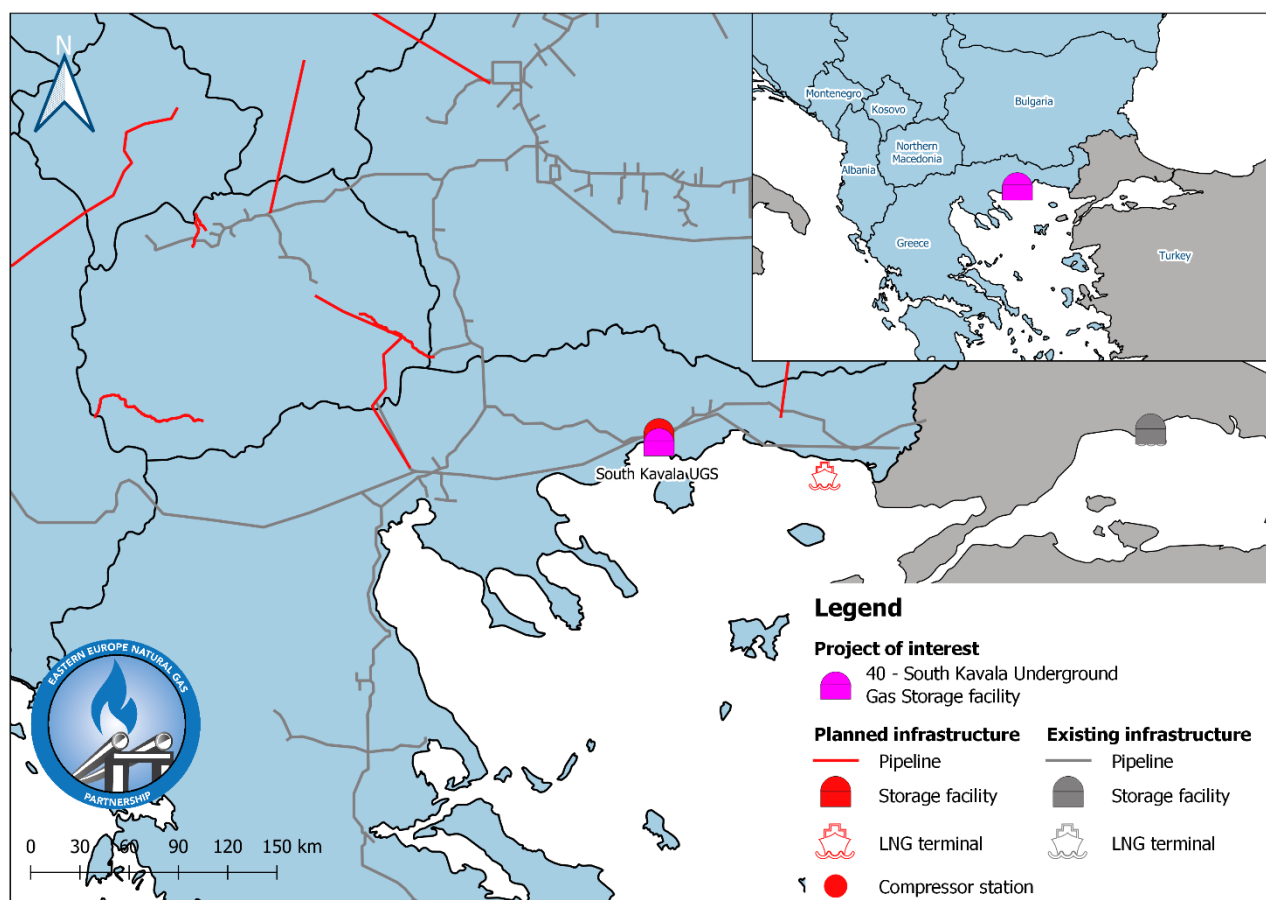 N
Montenegro
Kosovo
Bulgaria
Northern
Macedonia
Albania
Greece
Turkey
South Kavala UGS
EASTERN EUROPE NATURAL GAS
PARTNERSHIP
0 30 60 90 120 150 km
Legend
Project of interest
40 - South Kavala Underground
Gas Storage facility
Planned infrastructure
Pipeline
Storage facility
LNG terminal
Compressor station
Existing infrastructure
Pipeline
Storage facility
LNG terminal